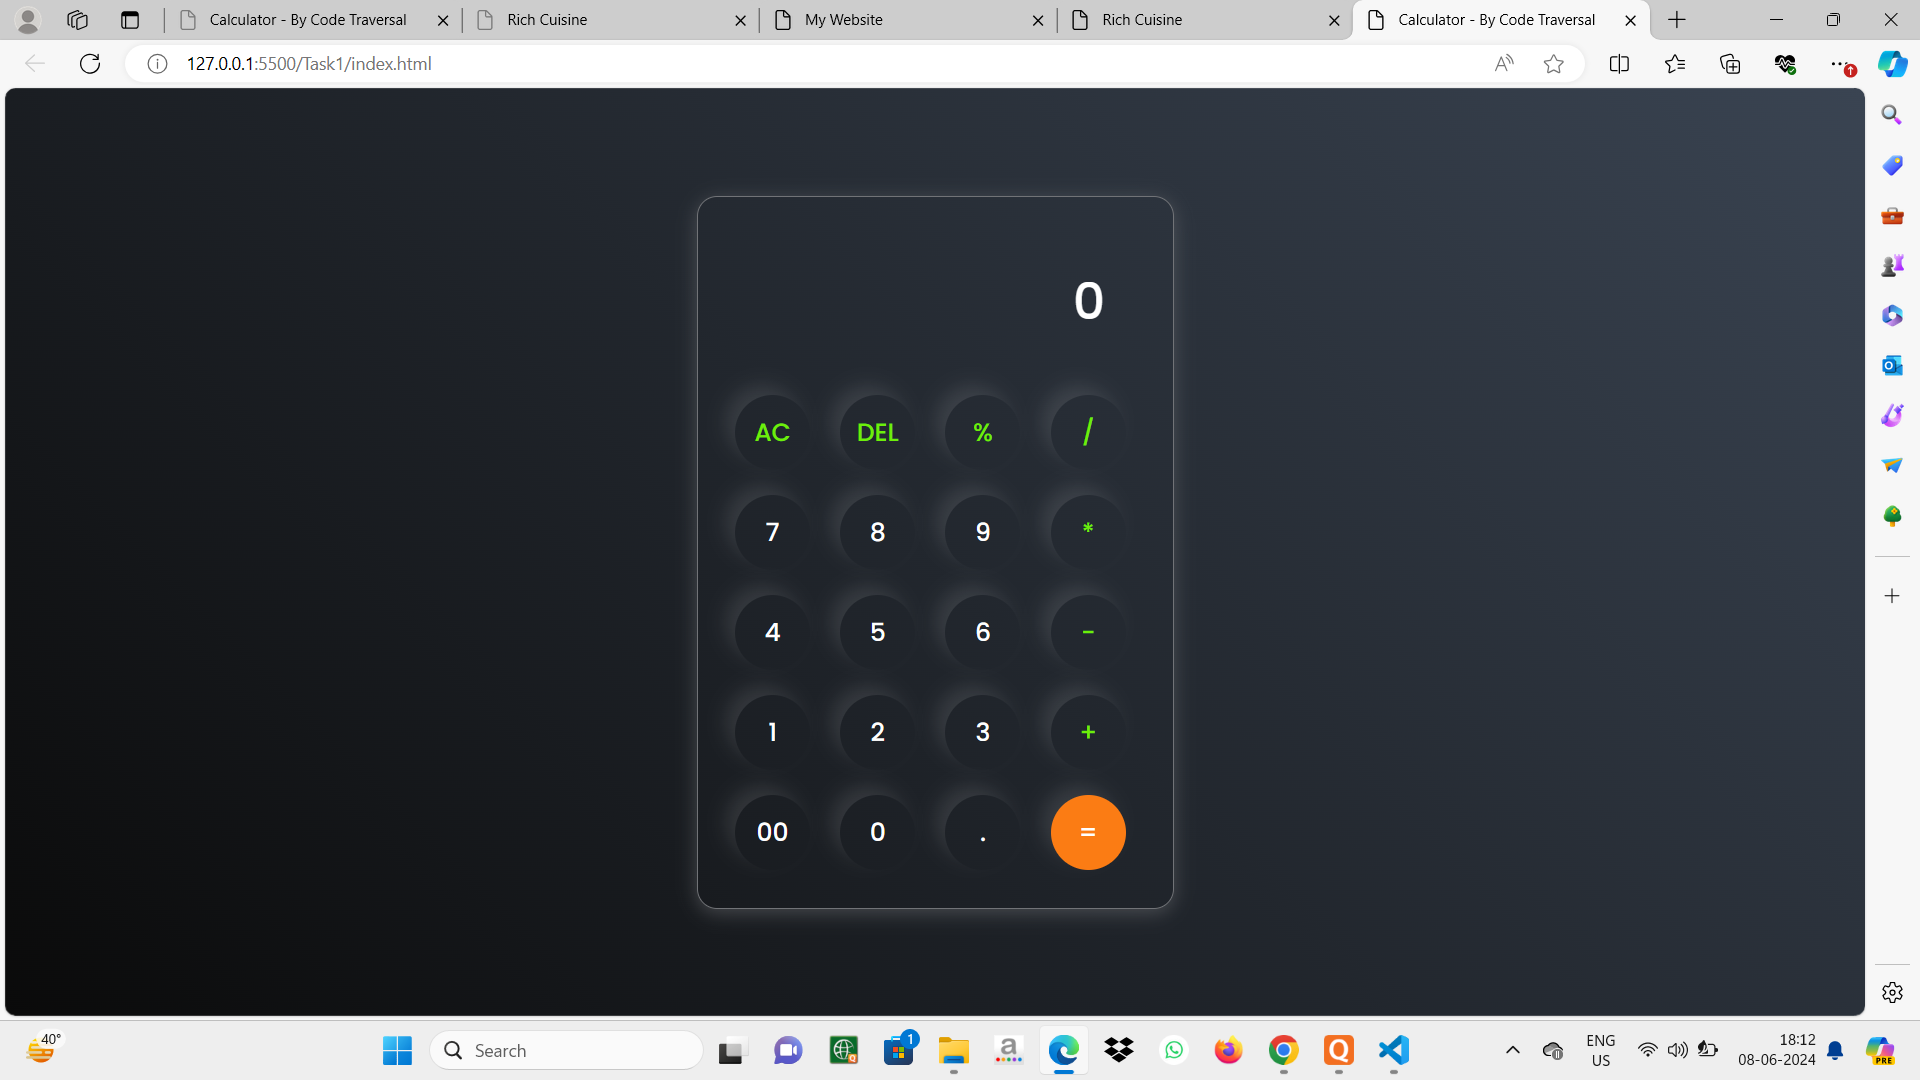 Calculator - By Code Traversal
Rich Cuisine
My Website
Rich Cuisine
Calculator - By Code Traversal
127.0.0.1:5500/Task1/index.html
0
AC DEL % /
7 8 9 *
4 5 6 -
1 2 3 +
00 0 . =
40°
Search
1
a
ENG
US
18:12
08-06-2024
PRE